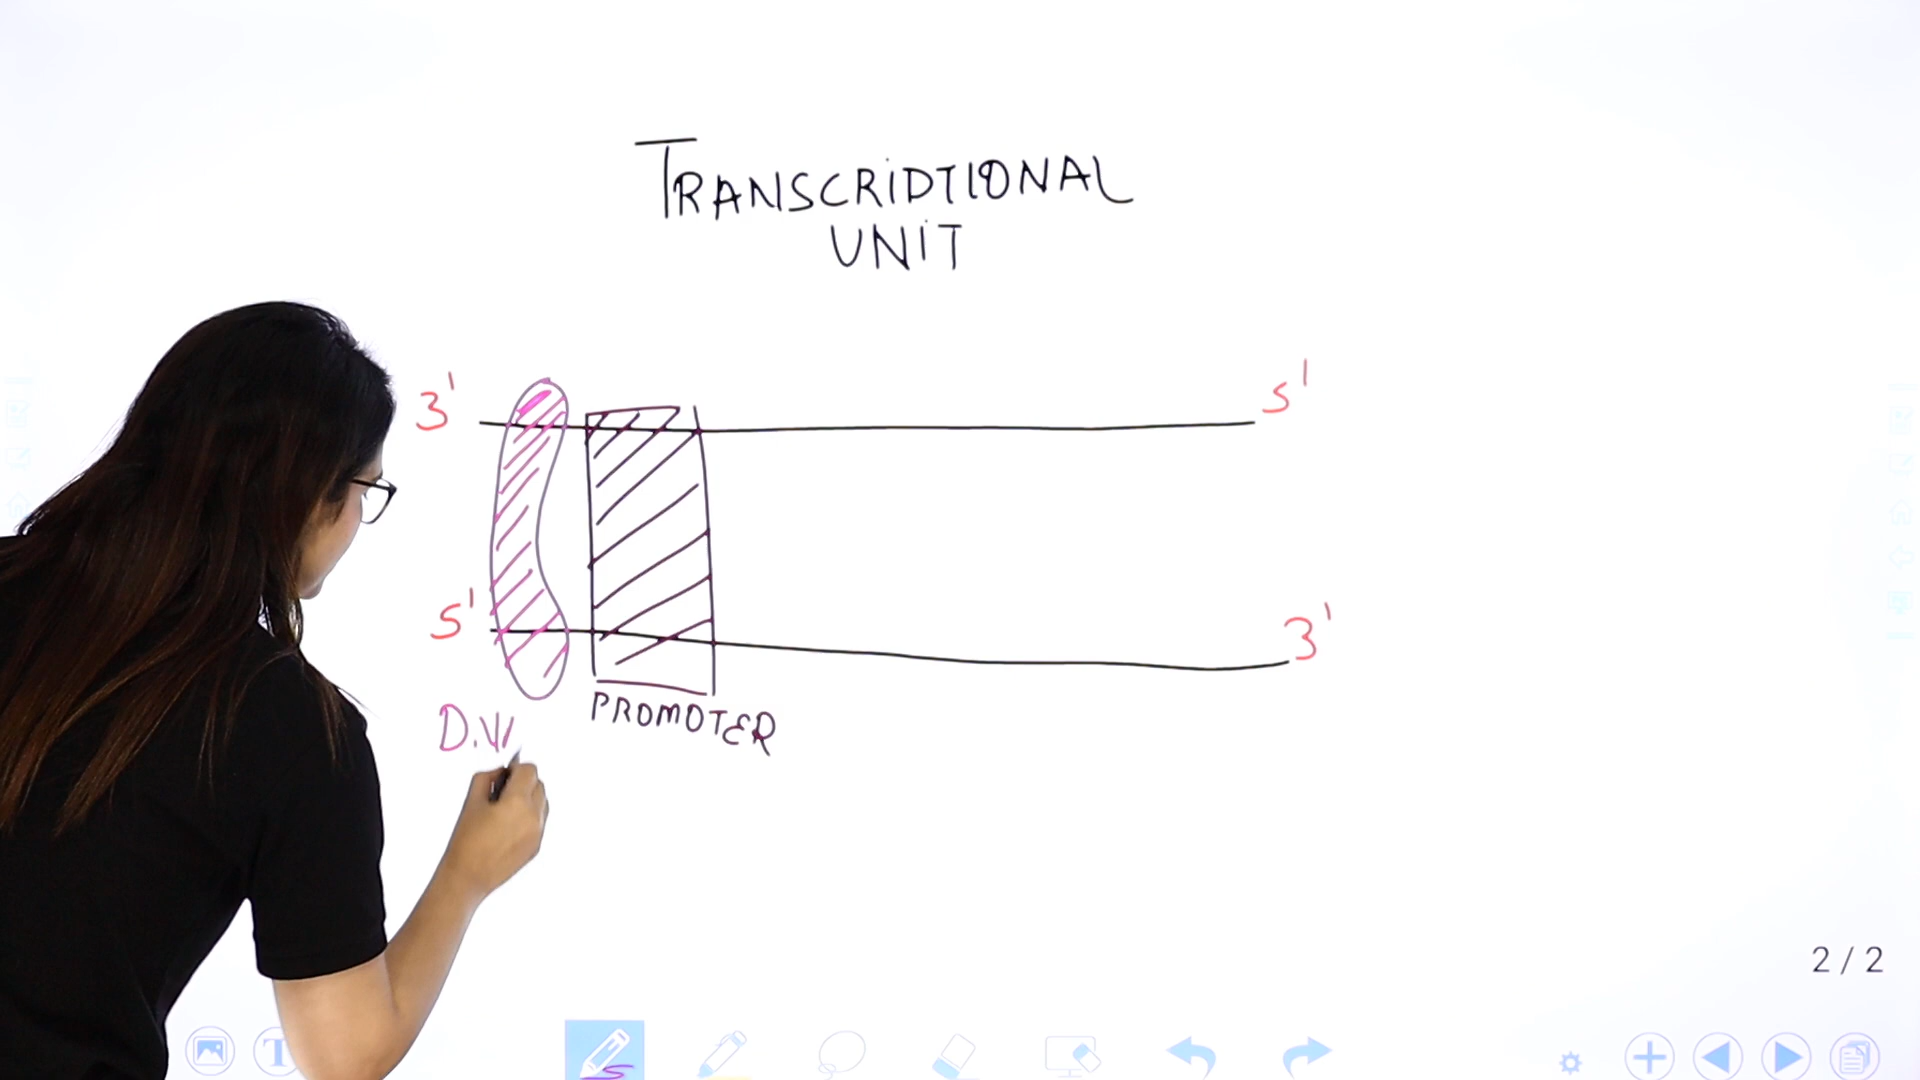 TRANSCRIPTIONAL
UNIT
3'
5'
5'
3'
PROMOTER
2 / 2
T